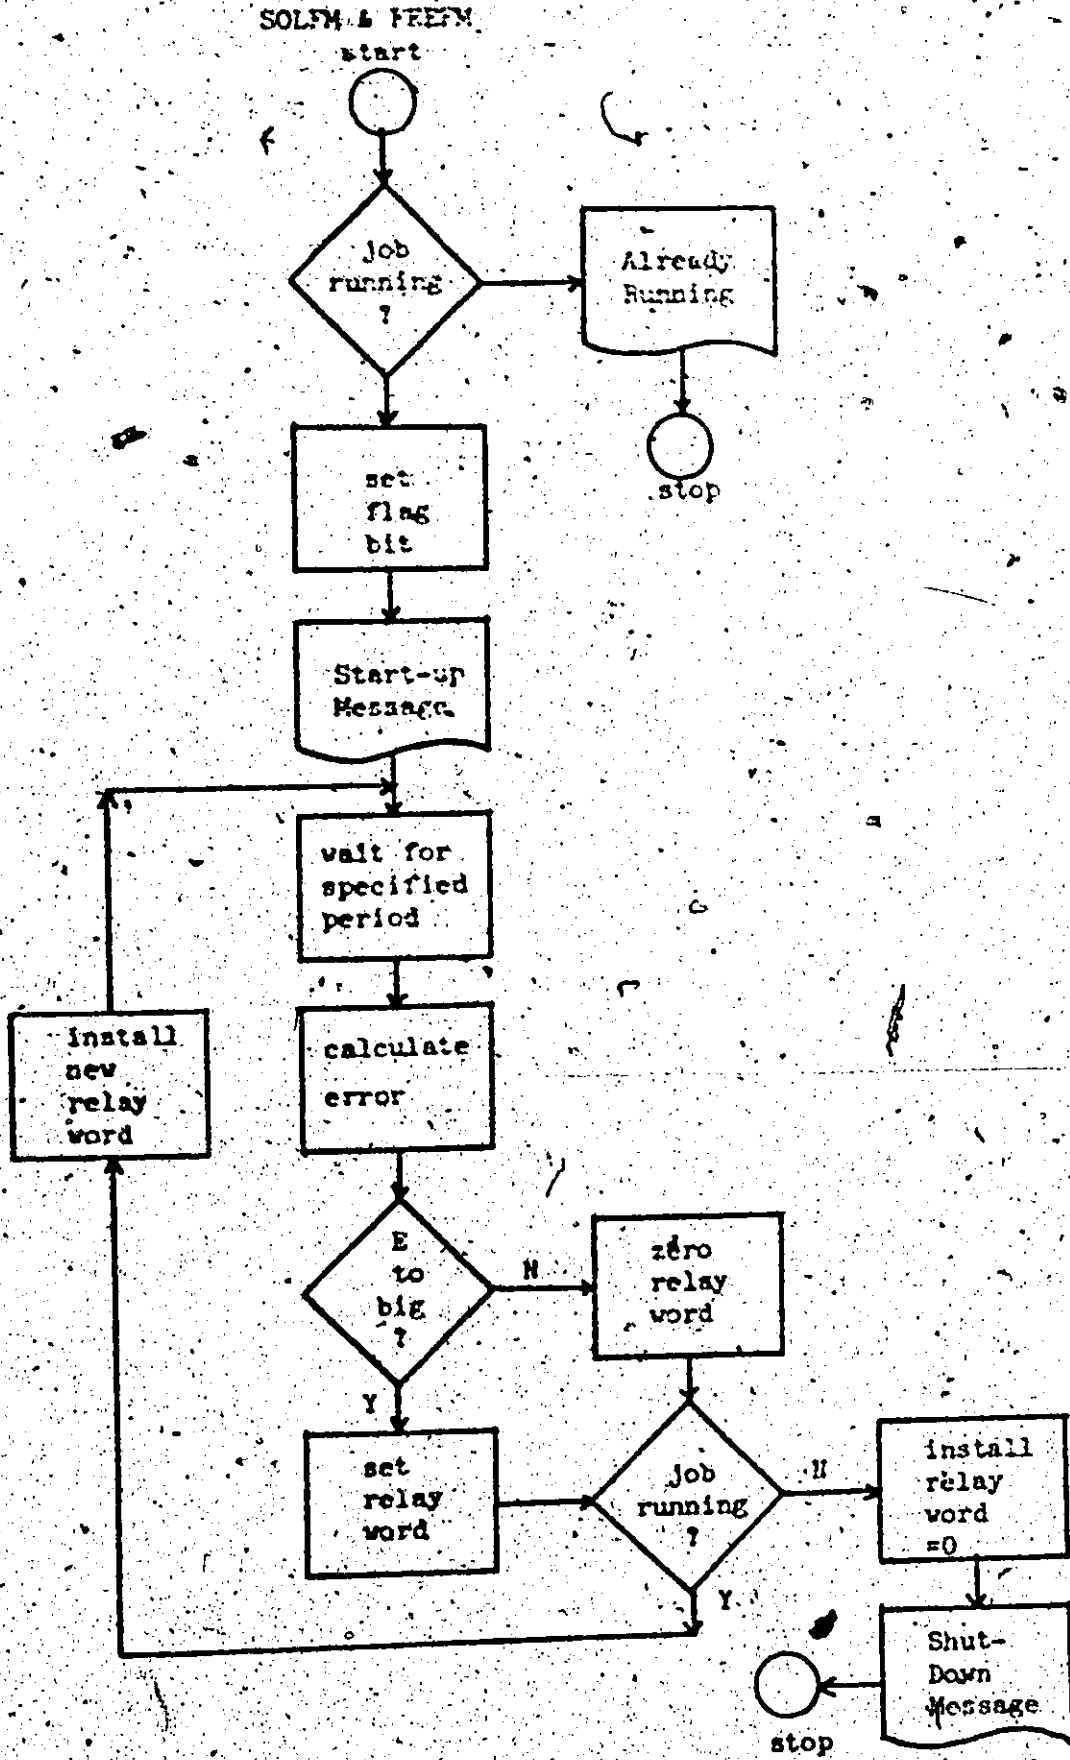 SOLFM &
start
Job
running
?
Already
Running
stop
set
flag
bit
Start-up
Message
wait for
specified
period
calculate
error
install
new
relay
word
E
to
big
?
N
zero
relay
word
Y
set
relay
word
Job
running
?
N
install
relay
word
=0
Y
Shut-
Down
Message
stop